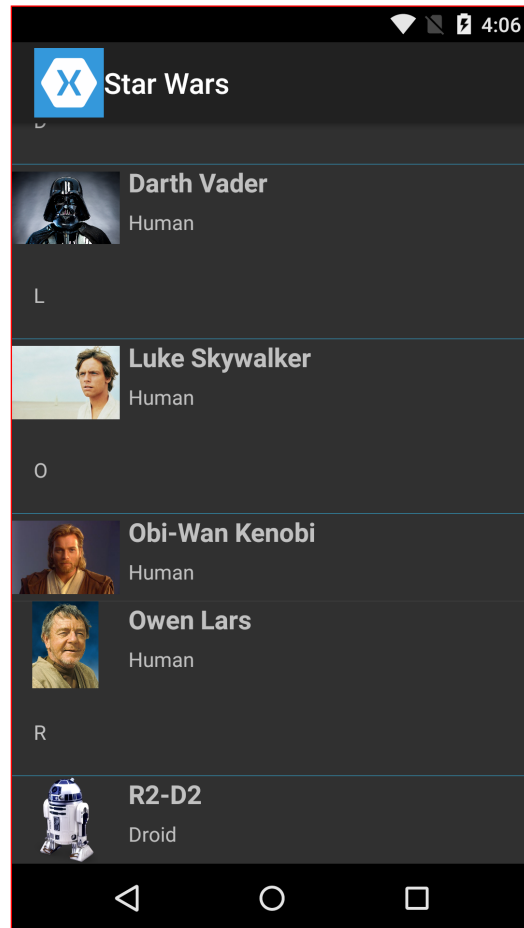 4:06
Star Wars
Darth Vader
Human
L
Luke Skywalker
Human
O
Obi-Wan Kenobi
Human
Owen Lars
Human
R
R2-D2
Droid